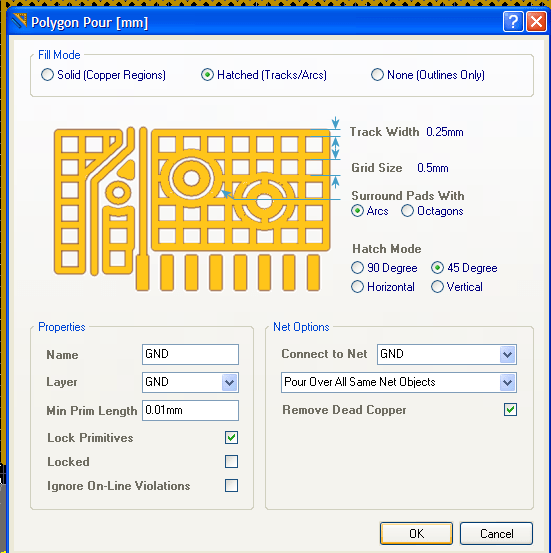 Polygon Pour [mm]
Fill Mode
Solid (Copper Regions)
Hatched (Tracks/Arcs)
None (Outlines Only)
Track Width 0.25mm
Grid Size 0.5mm
Surround Pads With
Arcs
Octagons
Hatch Mode
90 Degree
45 Degree
Horizontal
Vertical
Properties
Name GND
Layer GND
Min Prim Length 0.01mm
Lock Primitives
Locked
Ignore On-Line Violations
Net Options
Connect to Net GND
Pour Over All Same Net Objects
Remove Dead Copper
OK
Cancel